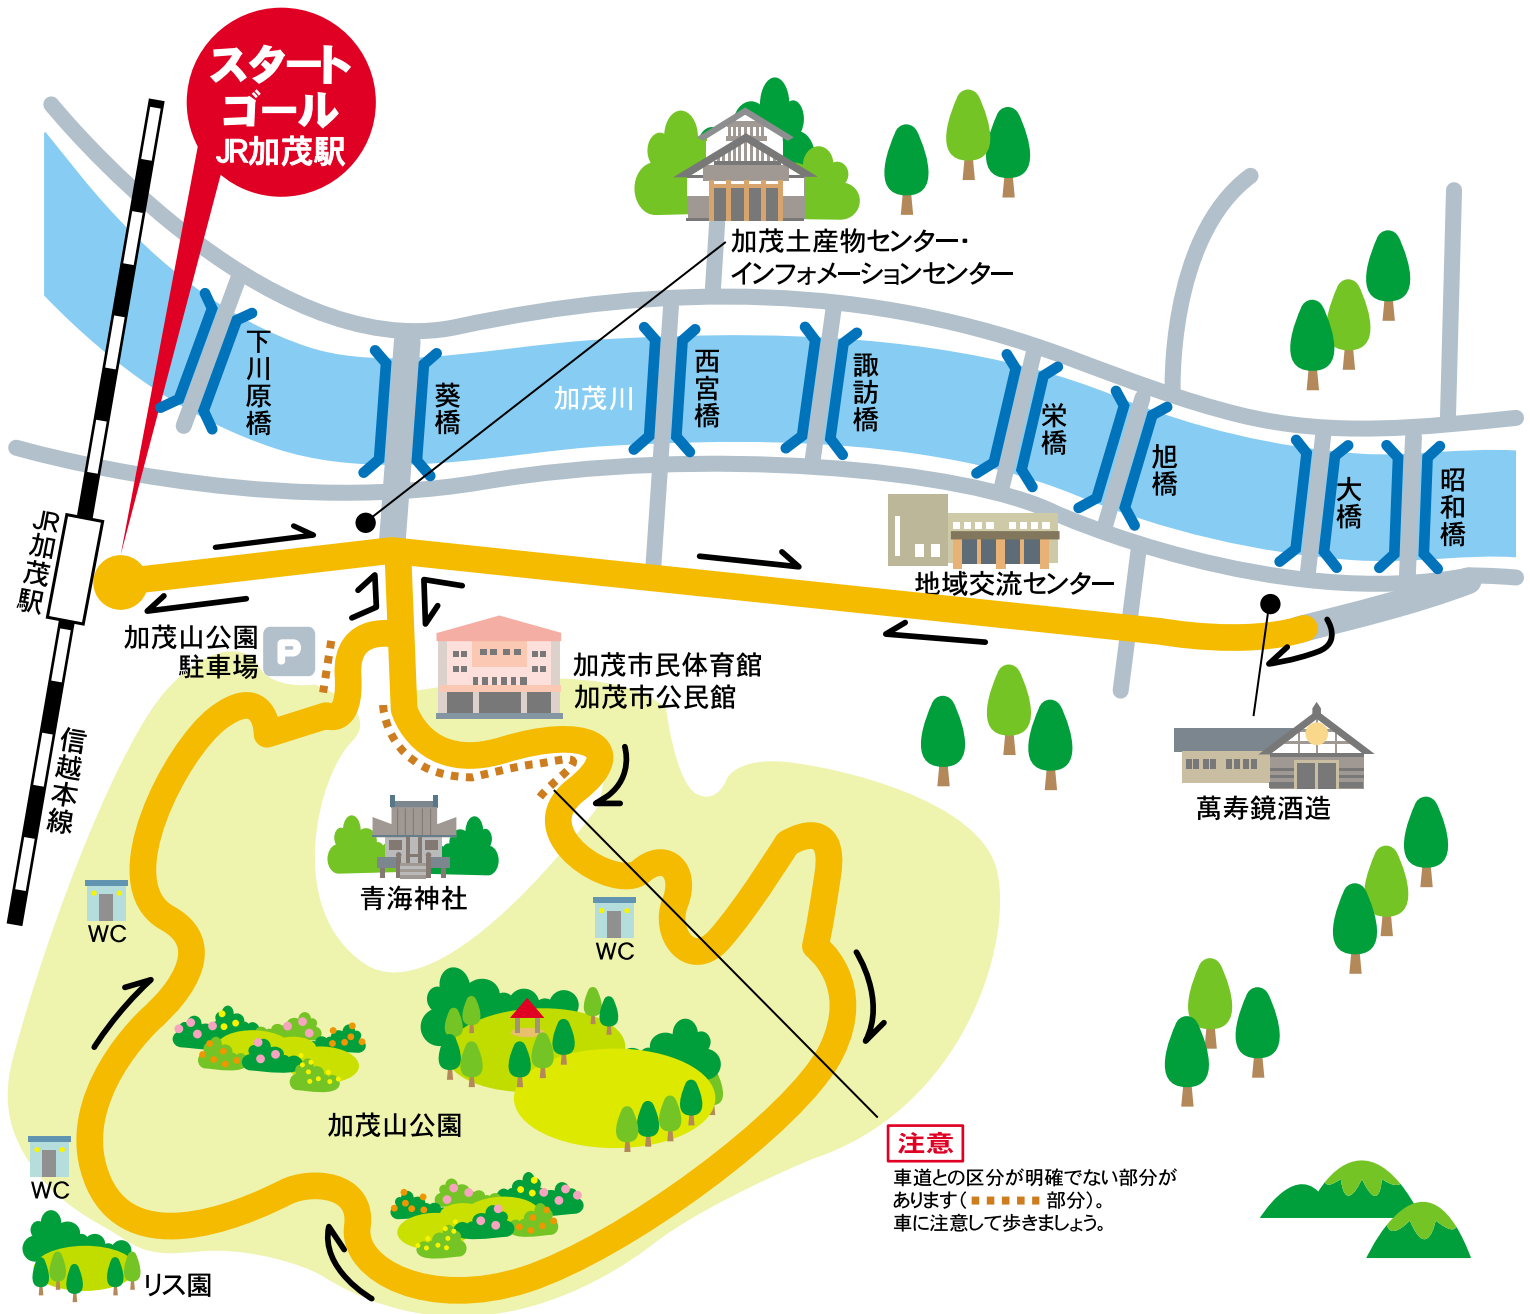 スタート
ゴール
JR加茂駅
加茂土産物センター・
インフォメーションセンター
下川原橋
葵橋
加茂川
西宮橋
諏訪橋
栄橋
旭橋
大橋
昭和橋
JR加茂駅
地域交流センター
加茂山公園
駐車場
P
加茂市民体育館
加茂市公民館
信越本線
萬寿鏡酒造
青海神社
WC
WC
加茂山公園
WC
リス園
注意
車道との区分が明確でない部分が
あります(部分)。
車に注意して歩きましょう。